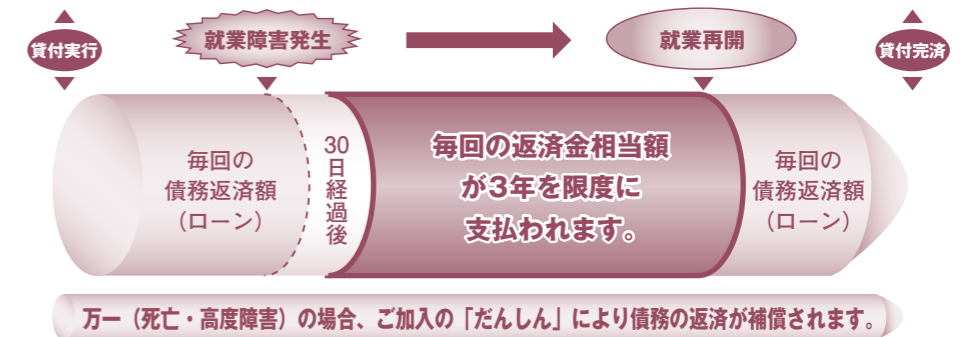 貸付実行
就業障害発生
就業再開
貸付完済
毎回の
債務返済額
（ローン）
30日経過後
毎回の返済金相当額
が3年を限度に
支払われます。
毎回の
債務返済額
（ローン）
万一（死亡・高度障害）の場合、ご加入の「だんしん」により債務の返済が補償されます。